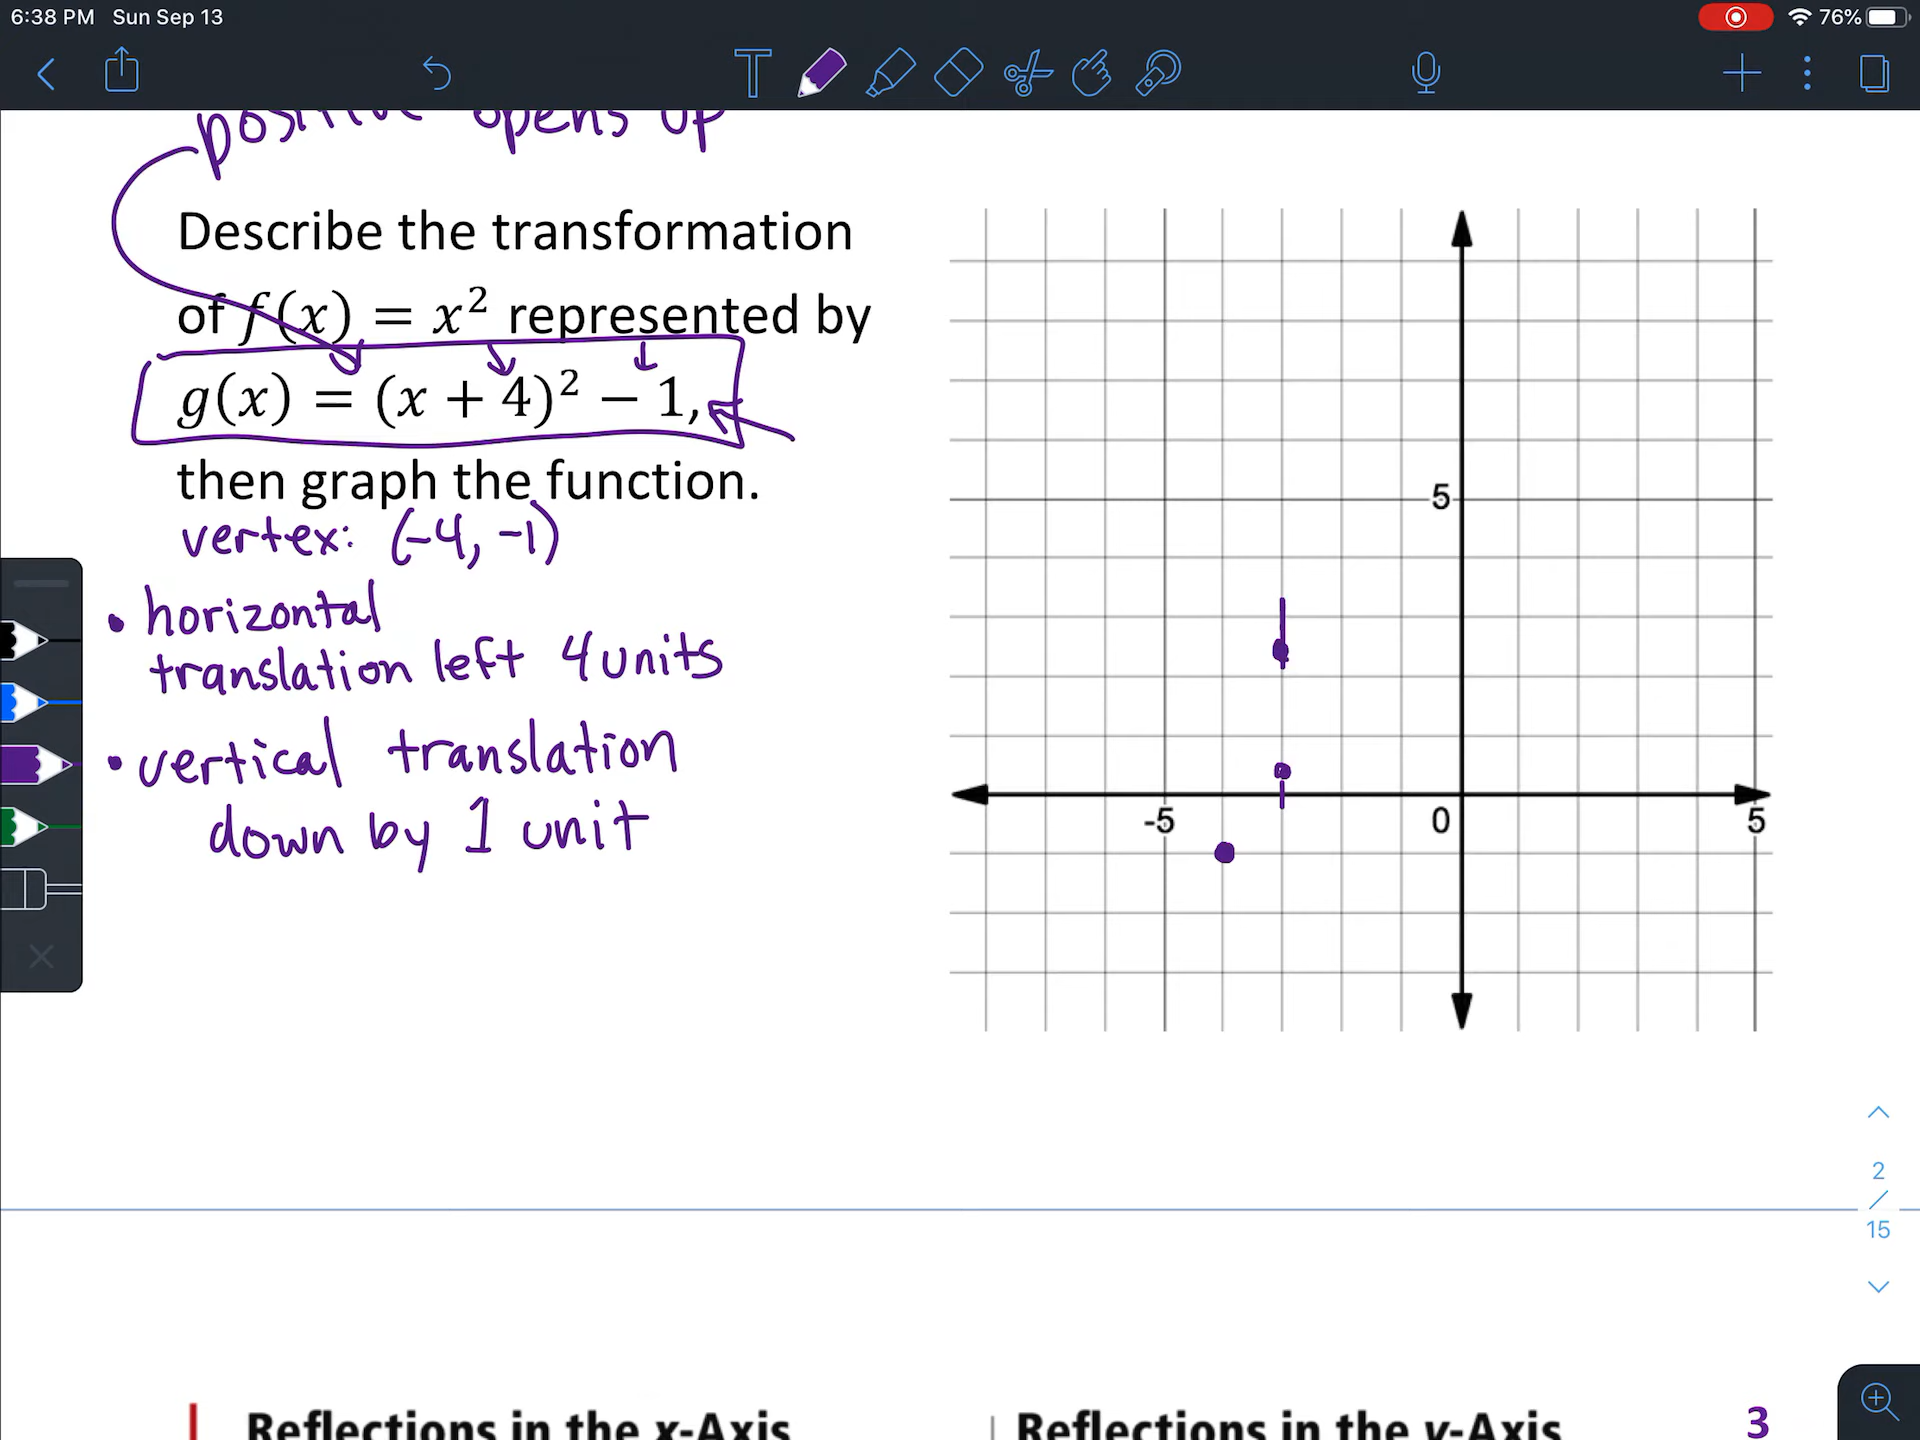 6:38 PM Sun Sep 13
76%
T
positive opens up
Describe the transformation
of f(x) = x² represented by
g(x) = (x + 4)² − 1,
then graph the function.
vertex: (-4, -1)
• horizontal
translation left 4 units
• vertical translation
down by 1 unit
5
-5
0
5
2
/
15
Reflections in the x-Axis
Reflections in the y-Axis
3